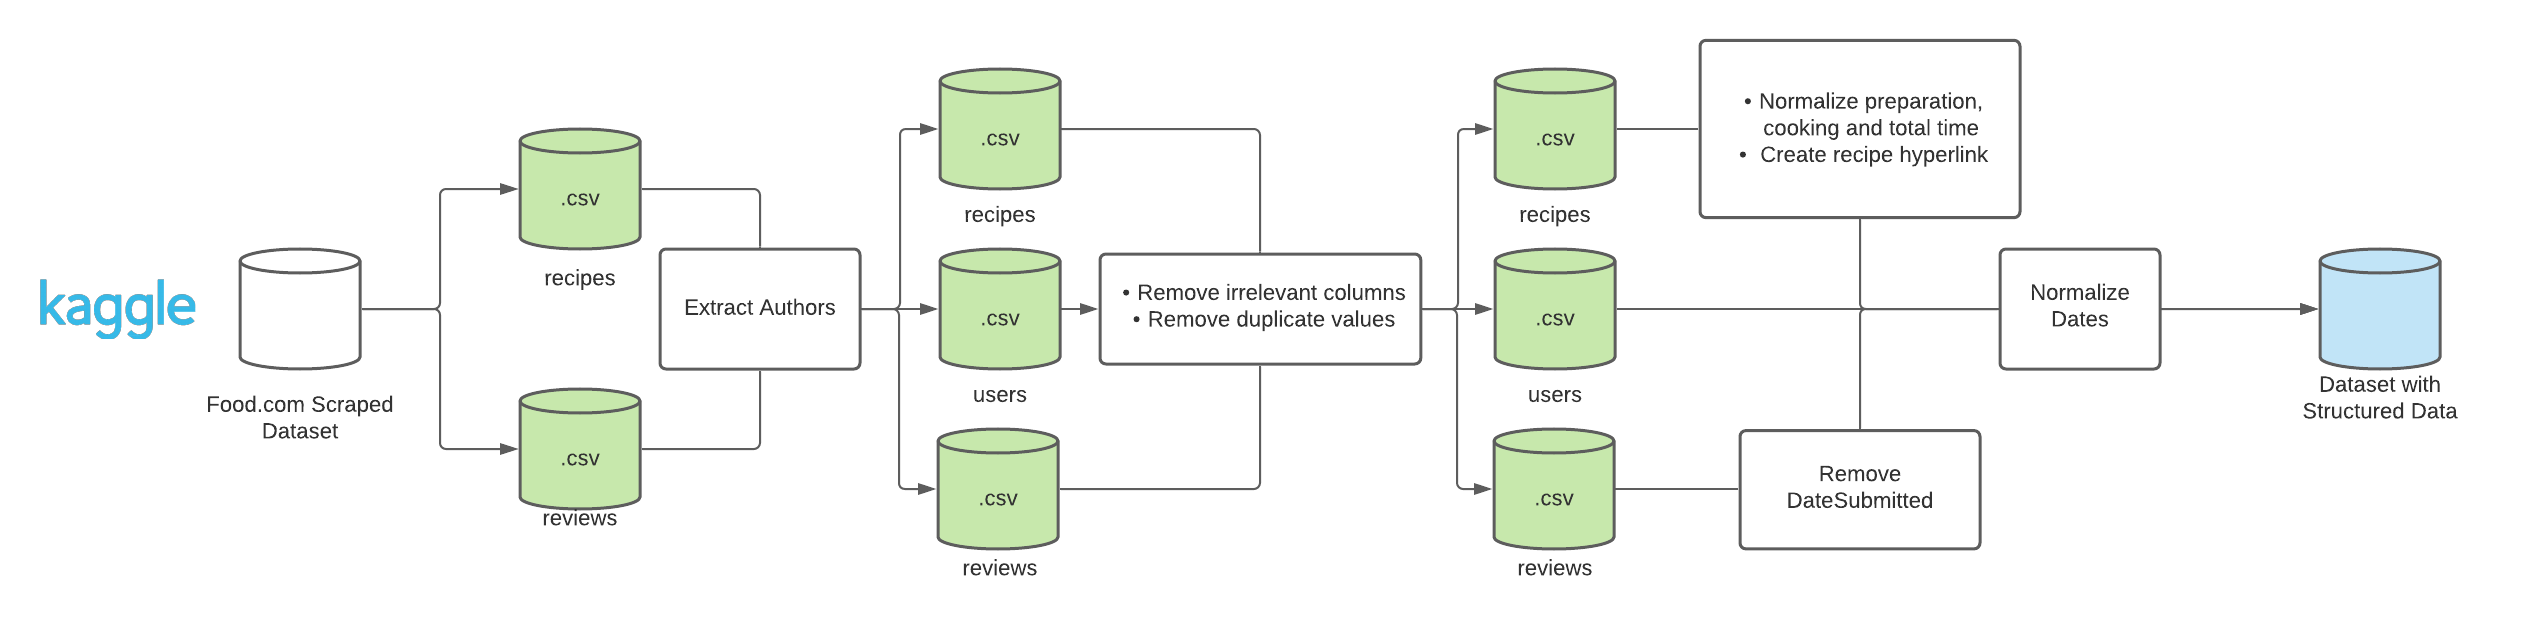 kaggle
Food.com Scraped
Dataset
.csv
recipes
.csv
reviews
Extract Authors
.csv
recipes
.csv
users
.csv
reviews
• Remove irrelevant columns
• Remove duplicate values
.csv
recipes
.csv
users
.csv
reviews
• Normalize preparation,
cooking and total time
• Create recipe hyperlink
Remove
DateSubmitted
Normalize
Dates
Dataset with
Structured Data